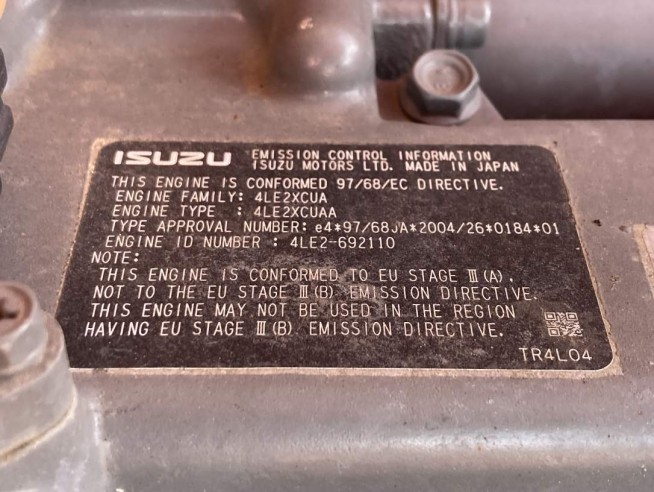 ISUZU EMISSION CONTROL INFORMATION
ISUZU MOTORS LTD. MADE IN JAPAN
THIS ENGINE IS CONFORMED 97/68/EC DIRECTIVE.
ENGINE FAMILY: 4LE2XCUA
ENGINE TYPE : 4LE2XCUAA
TYPE APPROVAL NUMBER: e4*97/68JA*2004/26*0184*01
ENGINE ID NUMBER : 4LE2-692110
NOTE:
THIS ENGINE IS CONFORMED TO EU STAGE Ⅲ(A),
NOT TO THE EU STAGE Ⅲ(B) EMISSION DIRECTIVE.
THIS ENGINE MAY NOT BE USED IN THE REGION
HAVING EU STAGE Ⅲ(B) EMISSION DIRECTIVE.
TR4L04